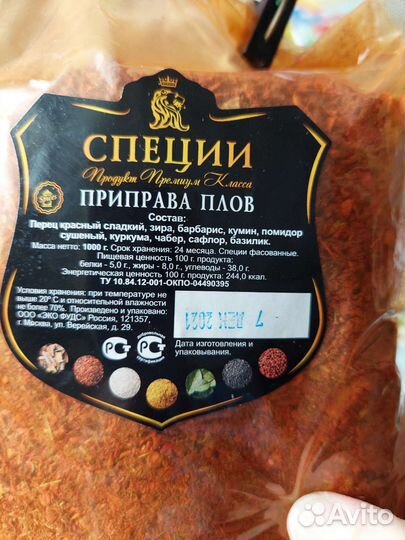 СПЕЦИИ
Продукт Премиум Класса
ПРИПРАВА ПЛОВ
Состав:
Перец красный сладкий, зира, барбарис, кумин, помидор
сушеный, куркума, чабер, сафлор, базилик.
Масса нетто: 1000 г. Срок хранения: 24 месяца. Специи фасованные.
Пищевая ценность 100 г. продукта:
Белки - 5,0 г., жиры - 8,0 г., углеводы - 38,0 г.
Энергетическая ценность 100 г. продукта: 244,0 ккал.
ТУ 10.84.12-001-ОКПО-04490395
Условия хранения: при температуре не
выше 20° С и относительной влажности
не более 70%. Произведено и упаковано:
ООО «ЭКО ФУДС» Россия, 121357,
г. Москва, ул. Верейская, д. 29.
7 ДЕК 2021
Дата изготовления и
упаковывания.
Avito